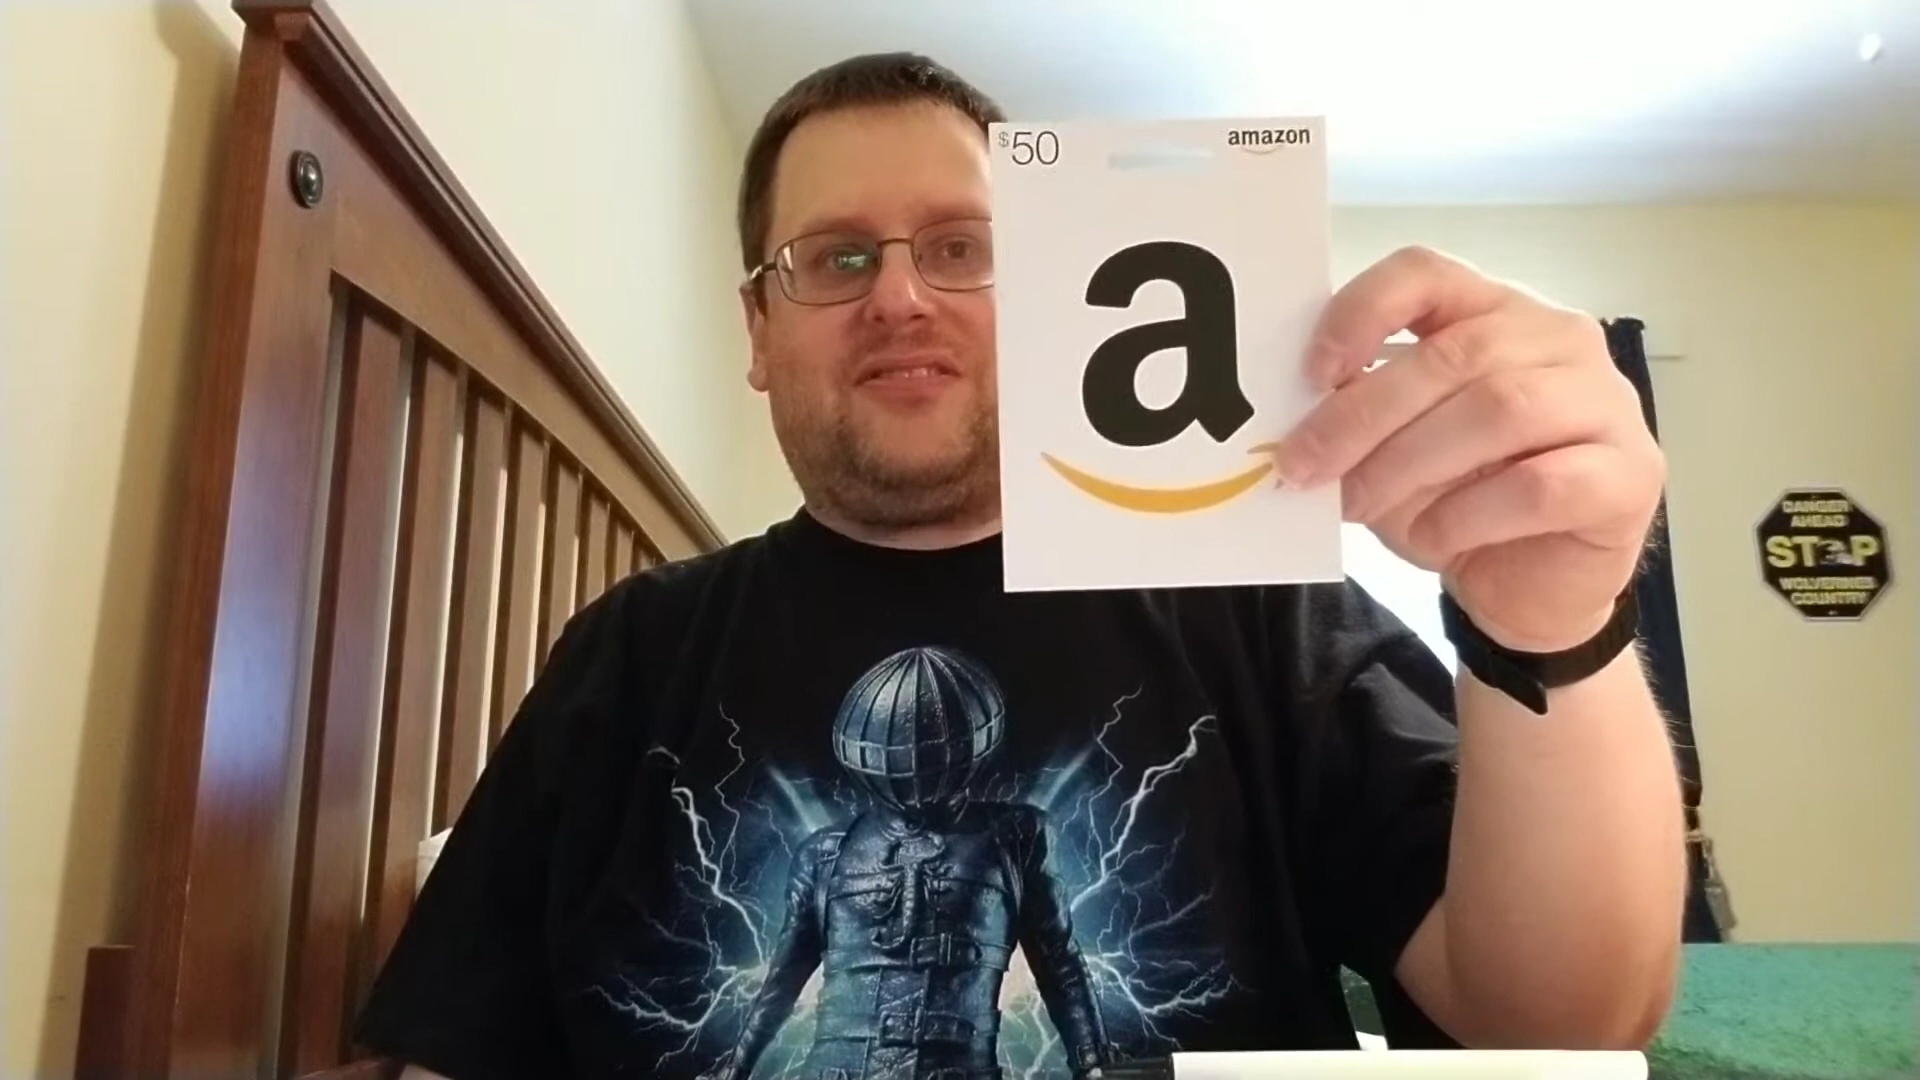 $50
amazon
a
DANGER
AHEAD
STOP
WOLVERINES
COUNTRY